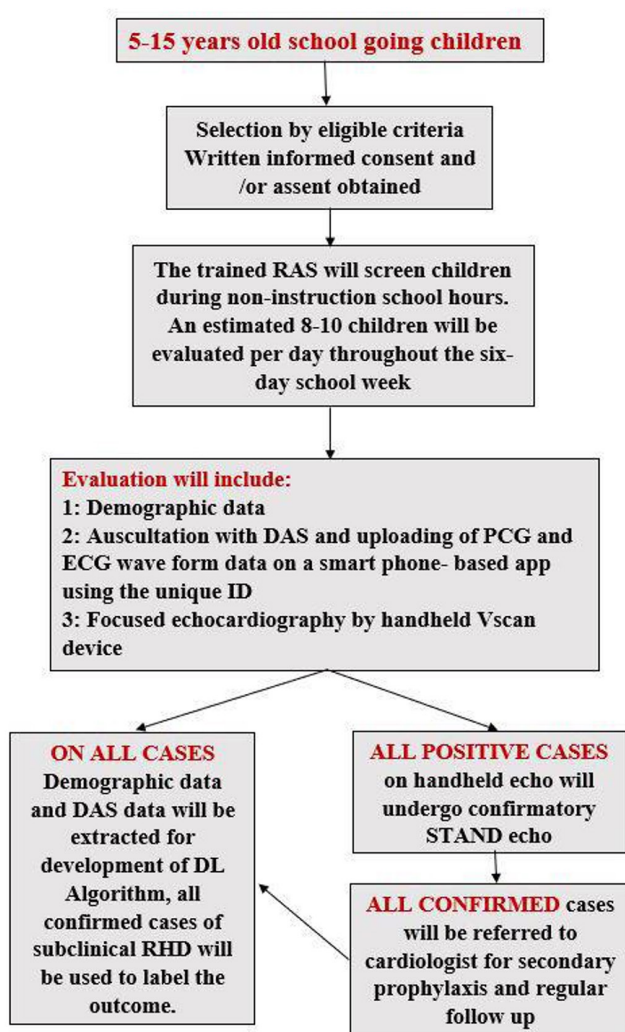 5-15 years old school going children
Selection by eligible criteria
Written informed consent and
/or assent obtained
The trained RAS will screen children
during non-instruction school hours.
An estimated 8-10 children will be
evaluated per day throughout the six-
day school week
Evaluation will include:
1: Demographic data
2: Auscultation with DAS and uploading of PCG and
ECG wave form data on a smart phone- based app
using the unique ID
3: Focused echocardiography by handheld Vscan
device
ON ALL CASES
Demographic data
and DAS data will be
extracted for
development of DL
Algorithm, all
confirmed cases of
subclinical RHD will
be used to label the
outcome.
ALL POSITIVE CASES
on handheld echo will
undergo confirmatory
STAND echo
ALL CONFIRMED cases
will be referred to
cardiologist for secondary
prophylaxis and regular
follow up